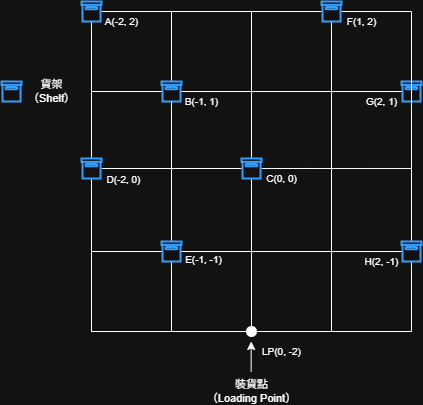 A(-2, 2)
F(1, 2)
貨架
(Shelf)
B(-1, 1)
G(2, 1)
D(-2, 0)
C(0, 0)
E(-1, -1)
H(2, -1)
LP(0, -2)
裝貨點
(Loading Point)